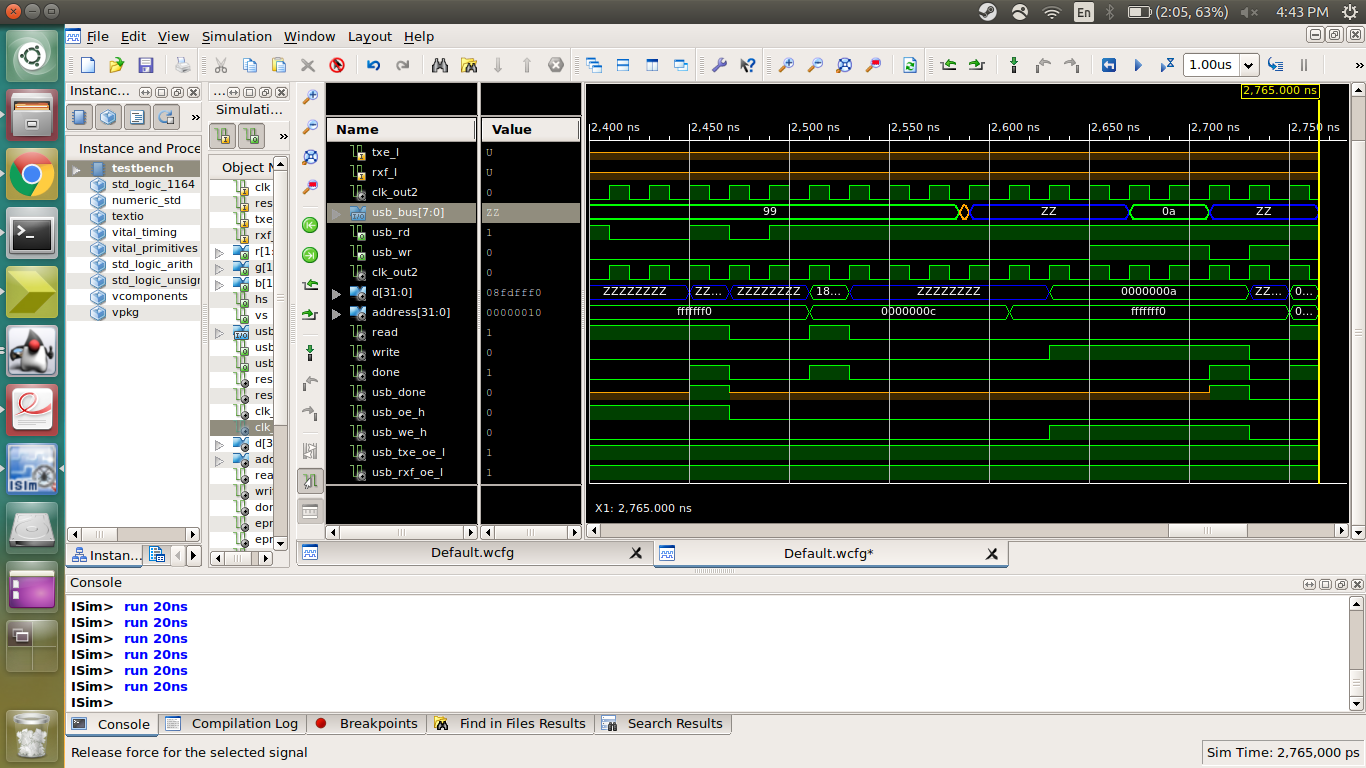 En (2:05, 63%) 4:43 PM
File Edit View Simulation Window Layout Help
1.00us
»
Instanc...
...
Simulati...
»
»
Instance and Proce
Object N
testbench
std_logic_1164
numeric_std
textio
vital_timing
vital_primitives
std_logic_arith
std_logic_unsign
vcomponents
vpkg
clk
res
txe
rxf_
r[1:
g[1
b[1
hs
vs
usb
usb
usb
res
res
clk_
clk_
d[3
add
rea
writ
dor
epr
epr
Instan...
Name Value
txe_l U
rxf_l U
clk_out2 0
usb_bus[7:0] ZZ
usb_rd 1
usb_wr 0
clk_out2 0
d[31:0] 08fdfff0
address[31:0] 00000010
read 1
write 0
done 1
usb_done 0
usb_oe_h 0
usb_we_h 0
usb_txe_oe_l 1
usb_rxf_oe_l 1
2,765.000 ns
2,400 ns 2,450 ns 2,500 ns 2,550 ns 2,600 ns 2,650 ns 2,700 ns 2,750 ns
99 ZZ 0a ZZ
ZZZZZZZZ ZZ... ZZZZZZZZ 18... ZZZZZZZZ 0000000a ZZ... 0...
fffffff0 0000000c fffffff0 0...
X1: 2,765.000 ns
Default.wcfg Default.wcfg*
Console
ISim> run 20ns
ISim> run 20ns
ISim> run 20ns
ISim> run 20ns
ISim> run 20ns
ISim> run 20ns
ISim>
Console Compilation Log Breakpoints Find in Files Results Search Results
Release force for the selected signal Sim Time: 2,765,000 ps
ISim